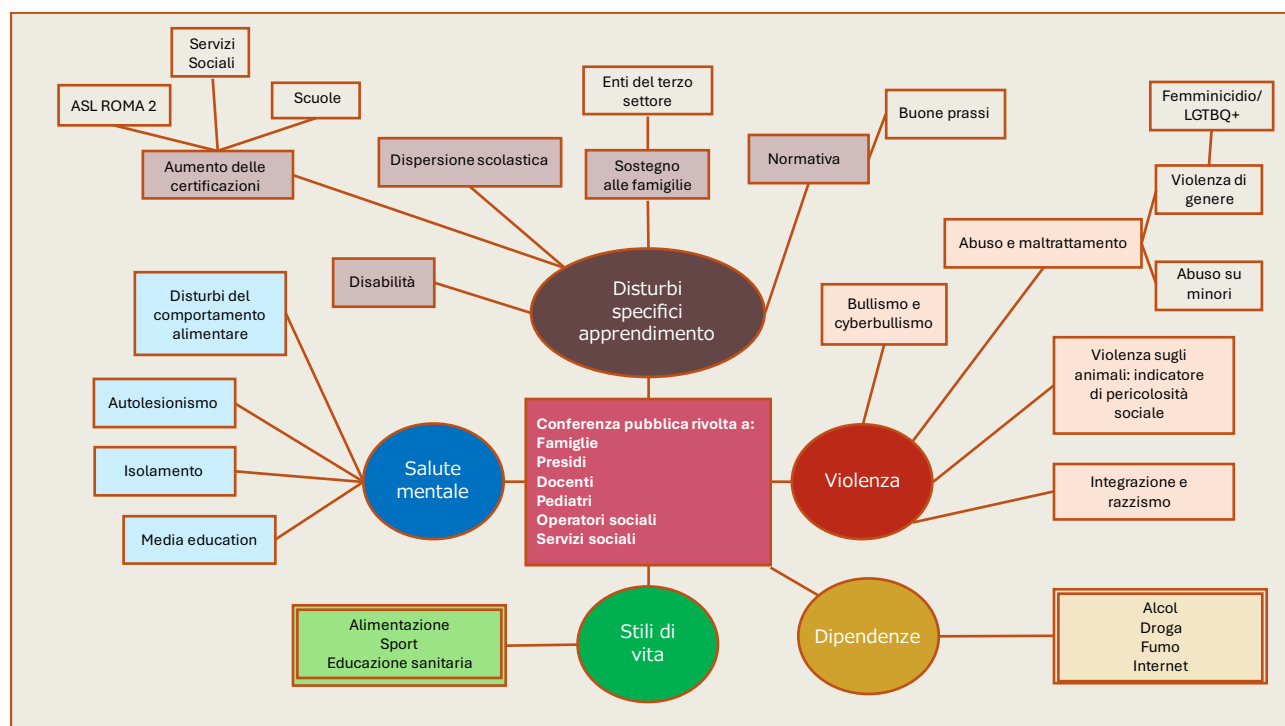 Servizi
Sociali
ASL ROMA 2
Scuole
Aumento delle
certificazioni
Dispersione scolastica
Enti del terzo
settore
Sostegno
alle famigilie
Normativa
Buone prassi
Femminicidio/
LGTBQ+
Violenza di
genere
Abuso e maltrattamento
Abuso su
minori
Disabilità
Disturbi
specifici
apprendimento
Disturbi del
comportamento
alimentare
Bullismo e
cyberbullismo
Violenza sugli
animali: indicatore
di pericolosità
sociale
Autolesionismo
Isolamento
Media education
Salute
mentale
Conferenza pubblica rivolta a:
Famiglie
Presidi
Docenti
Pediatri
Operatori sociali
Servizi sociali
Violenza
Integrazione e
razzismo
Alimentazione
Sport
Educazione sanitaria
Stili di
vita
Dipendenze
Alcol
Droga
Fumo
Internet